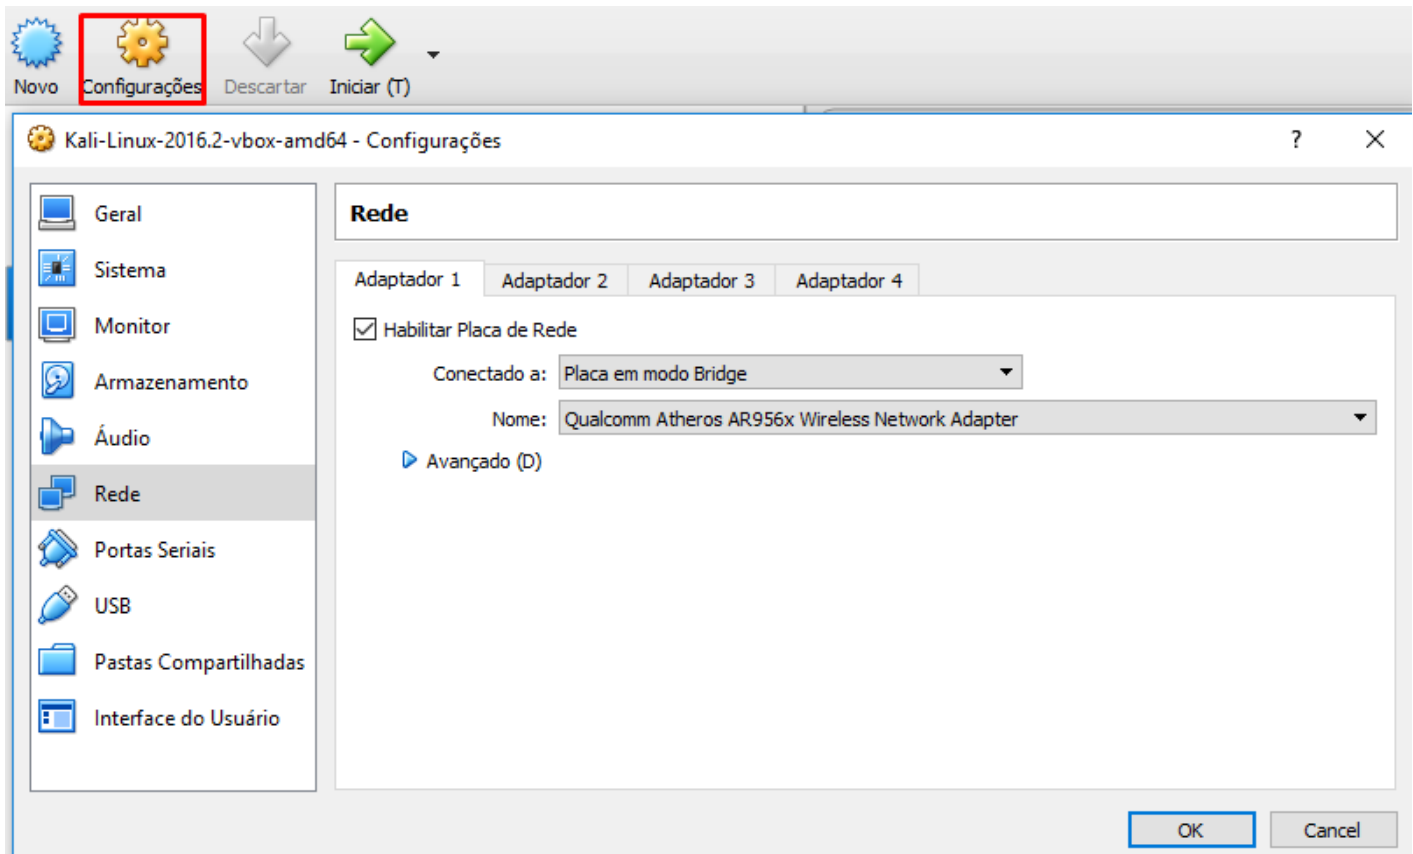 Novo
Configurações
Descartar
Iniciar (T)
Kali-Linux-2016.2-vbox-amd64 - Configurações
?
Geral
Sistema
Monitor
Armazenamento
Áudio
Rede
Portas Seriais
USB
Pastas Compartilhadas
Interface do Usuário
Rede
Adaptador 1
Adaptador 2
Adaptador 3
Adaptador 4
Habilitar Placa de Rede
Conectado a: Placa em modo Bridge
Nome: Qualcomm Atheros AR956x Wireless Network Adapter
Avançado (D)
OK
Cancel